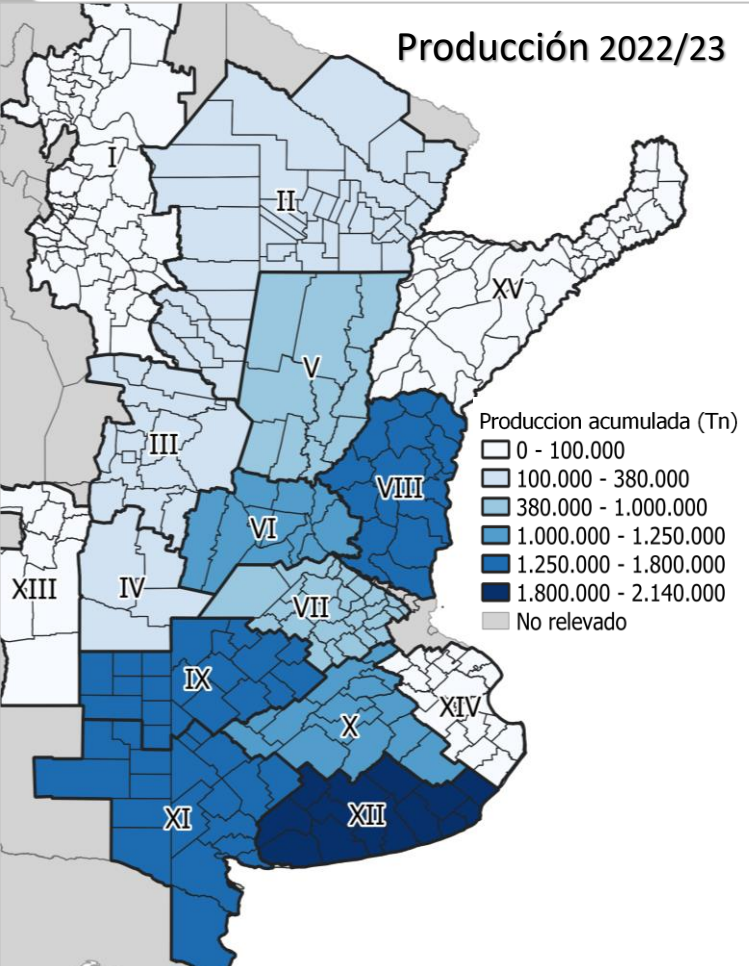 Producción 2022/23
I
II
XV
V
III
Produccion acumulada (Tn)
0 - 100.000
100.000 - 380.000
380.000 - 1.000.000
1.000.000 - 1.250.000
1.250.000 - 1.800.000
1.800.000 - 2.140.000
No relevado
VIII
VI
XIII
IV
VII
IX
XIV
X
XI
XII